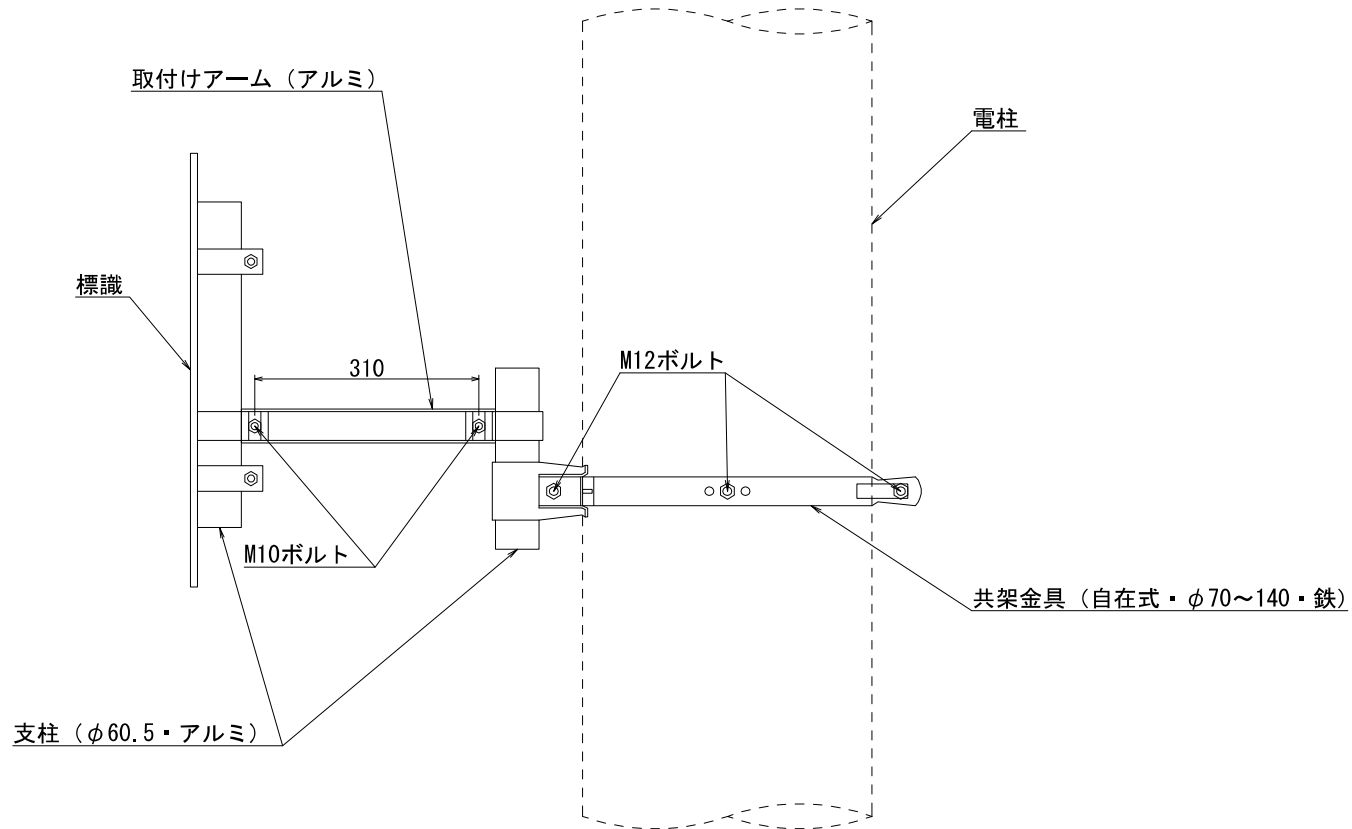 取付けアーム（アルミ）
電柱
標識
310
M12ボルト
M10ボルト
共架金具（自在式・φ70～140・鉄）
支柱（φ60.5・アルミ）